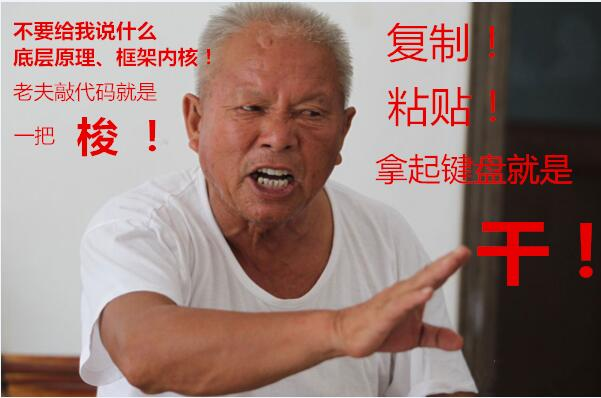 不要给我说什么
底层原理、框架内核！
老夫敲代码就是
一把 梭 ！
复制！
粘贴！
拿起键盘就是
干！